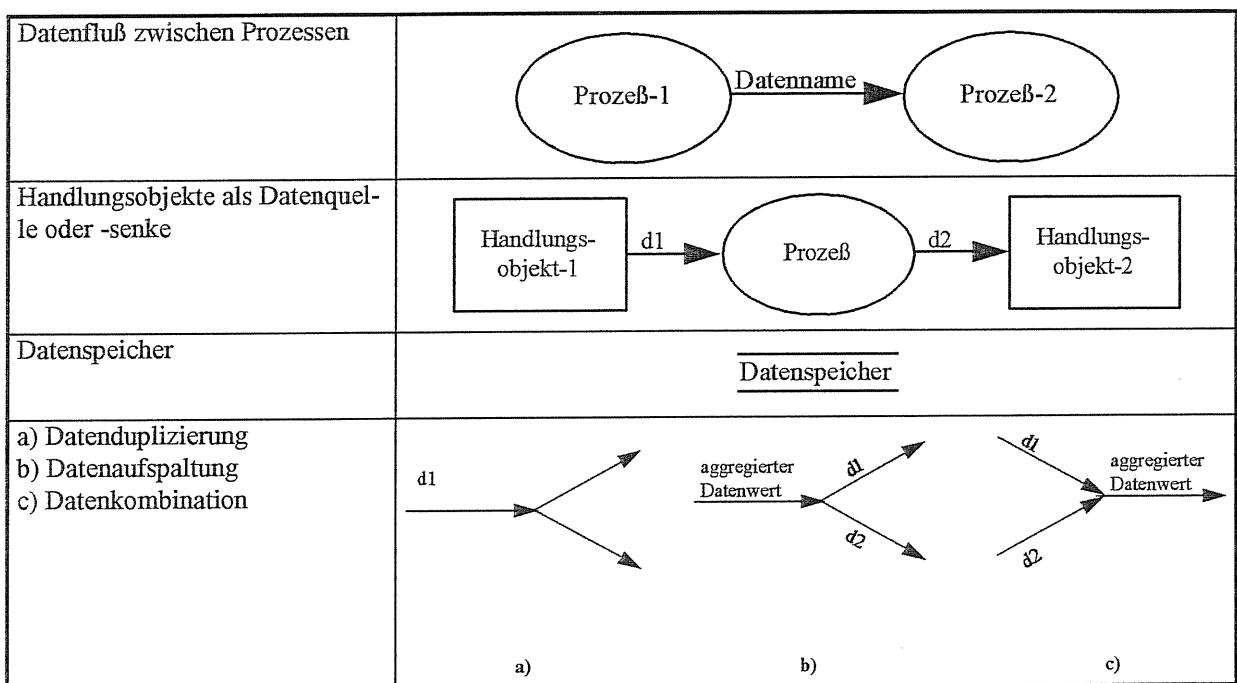 Datenfluß zwischen Prozessen
Prozeß-1
Datenname
Prozeß-2
Handlungsobjekte als Datenquel-
le oder -senke
Handlungs-
objekt-1
d1
Prozeß
d2
Handlungs-
objekt-2
Datenspeicher
Datenspeicher
a) Datenduplizierung
b) Datenaufspaltung
c) Datenkombination
d1
aggregierter
Datenwert
d1
d2
d1
d2
aggregierter
Datenwert
a)
b)
c)